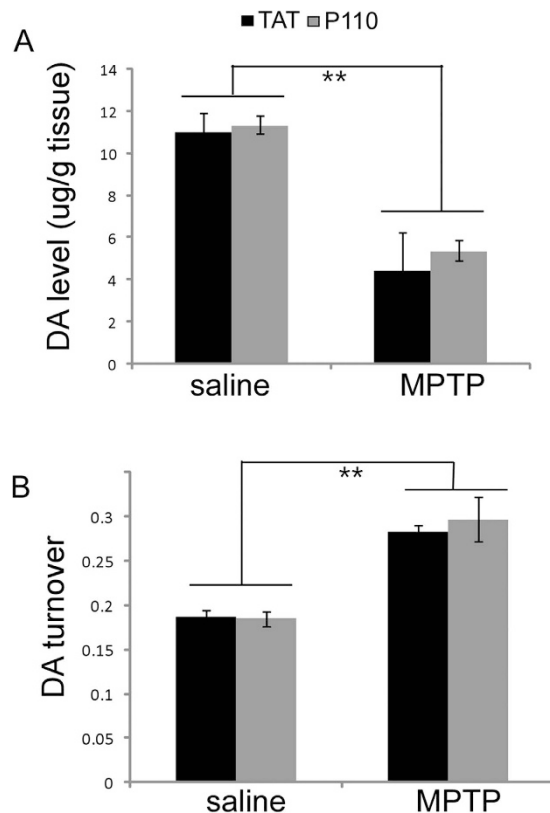 TAT P110
A
DA level (ug/g tissue)
14
12
10
8
6
4
2
0
**
saline MPTP
B
DA turnover
0.3
0.25
0.2
0.15
0.1
0.05
0
**
saline MPTP